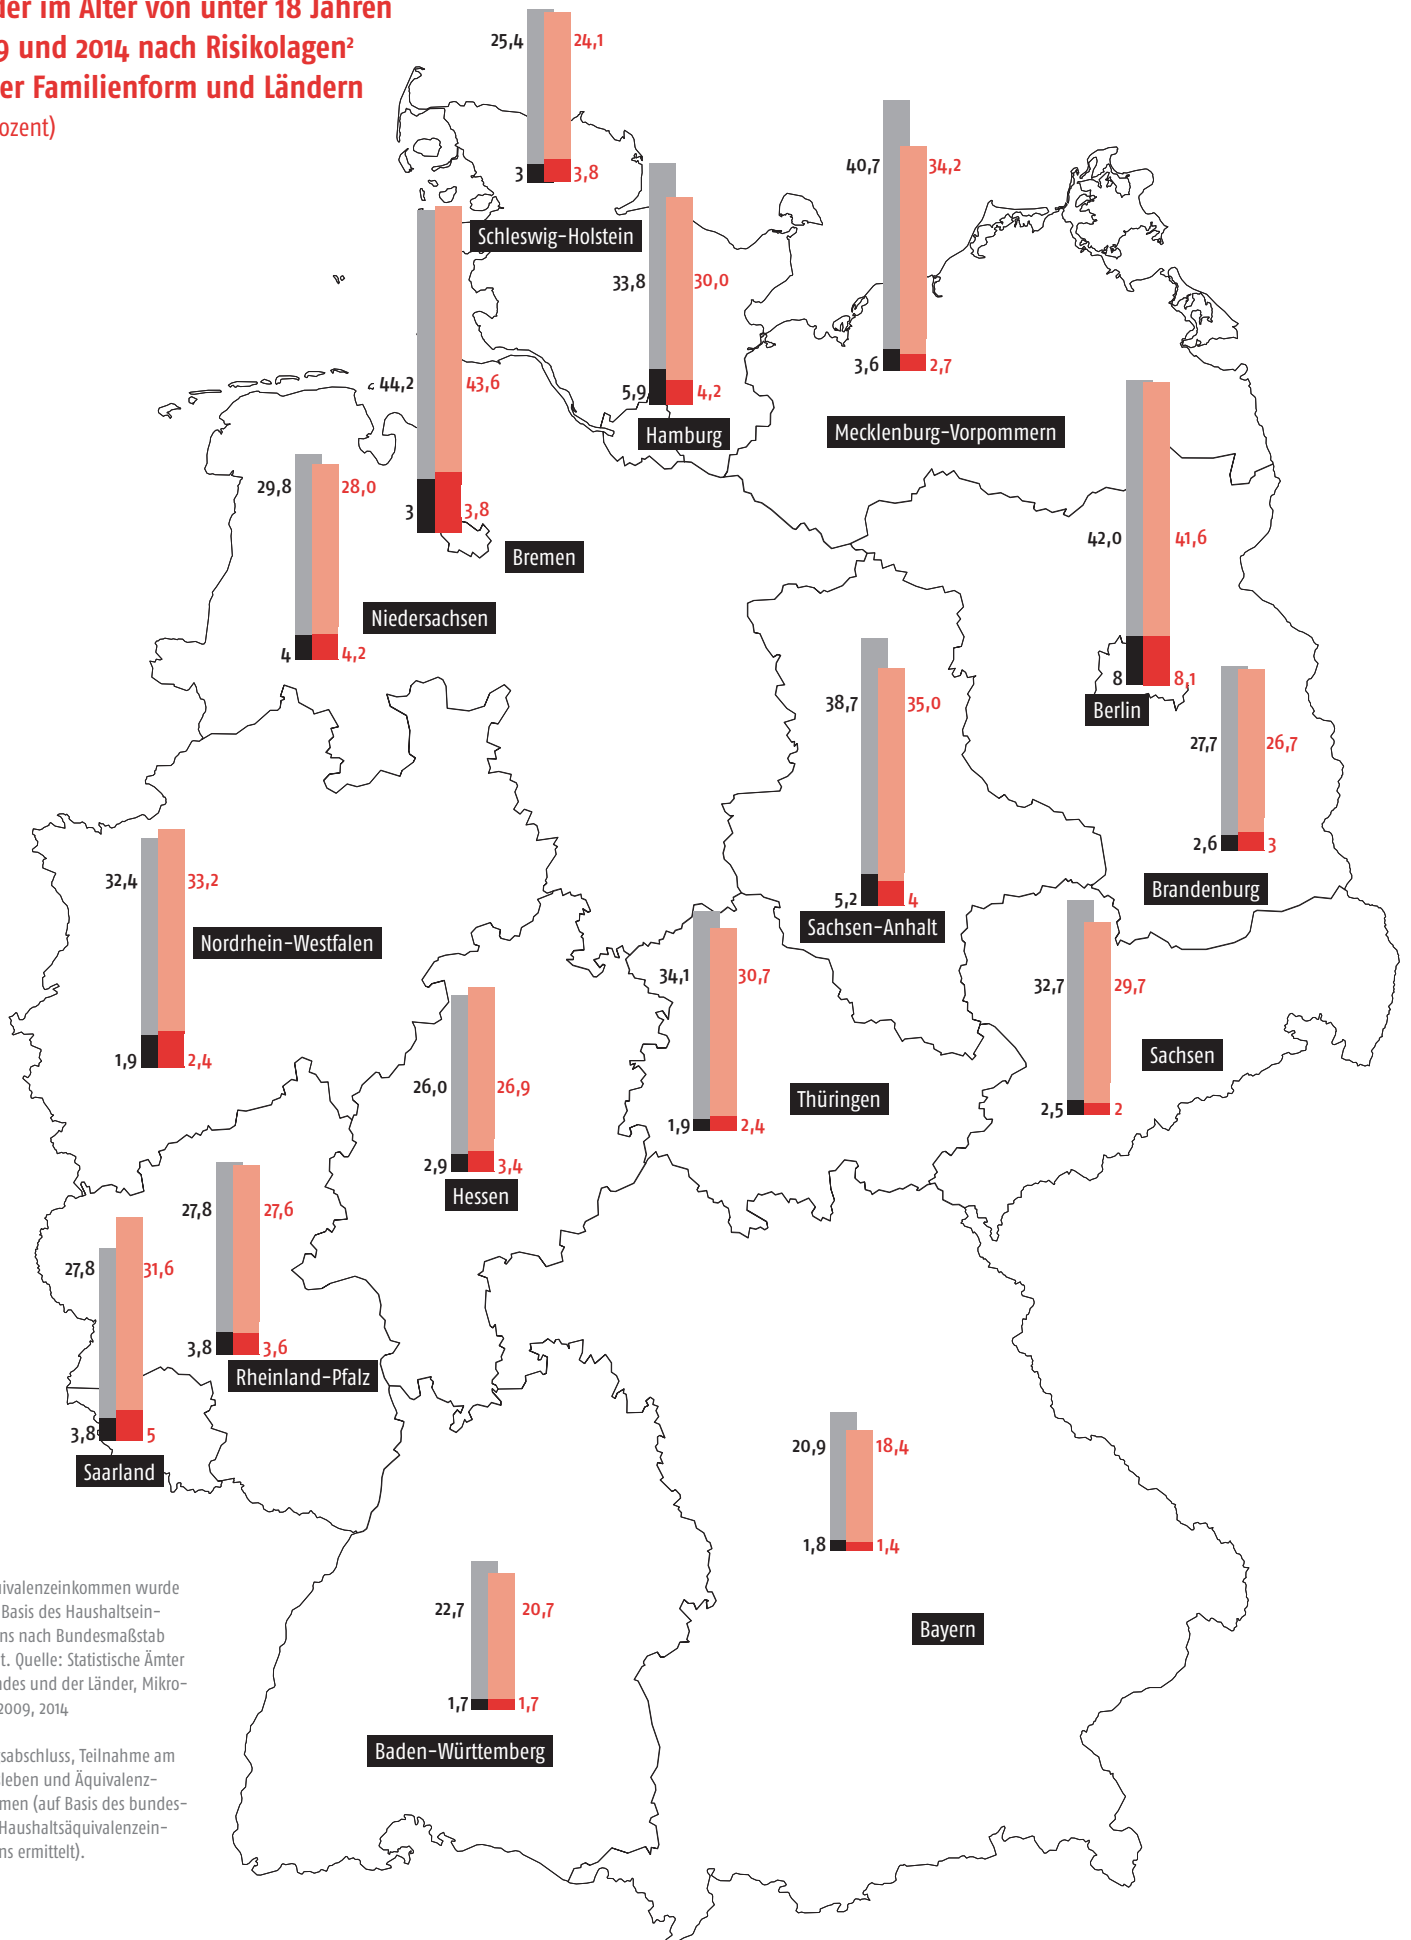 der im Alter von unter 18 Jahren
9 und 2014 nach Risikolagen²
er Familienform und Ländern
ozent)
25,4
24,1
3
3,8
Schleswig-Holstein
40,7
34,2
3,6
2,7
Mecklenburg-Vorpommern
33,8
30,0
5,9
4,2
Hamburg
44,2
43,6
3
3,8
Bremen
29,8
28,0
4
4,2
Niedersachsen
42,0
41,6
8
8,1
Berlin
27,7
26,7
2,6
3
Brandenburg
38,7
35,0
5,2
4
Sachsen-Anhalt
32,4
33,2
1,9
2,4
Nordrhein-Westfalen
34,1
30,7
1,9
2,4
Thüringen
32,7
29,7
2,5
2
Sachsen
26,0
26,9
2,9
3,4
Hessen
27,8
27,6
3,8
3,6
Rheinland-Pfalz
27,8
31,6
3,8
5
Saarland
20,9
18,4
1,8
1,4
Bayern
22,7
20,7
1,7
1,7
Baden-Württemberg
uivalenzeinkommen wurde
Basis des Haushaltsein-
ns nach Bundesmaßstab
t. Quelle: Statistische Ämter
ndes und der Länder, Mikro-
2009, 2014
sabschluss, Teilnahme am
sleben und Äquivalenz-
men (auf Basis des bundes-
Haushaltsäquivalenzein-
ns ermittelt).